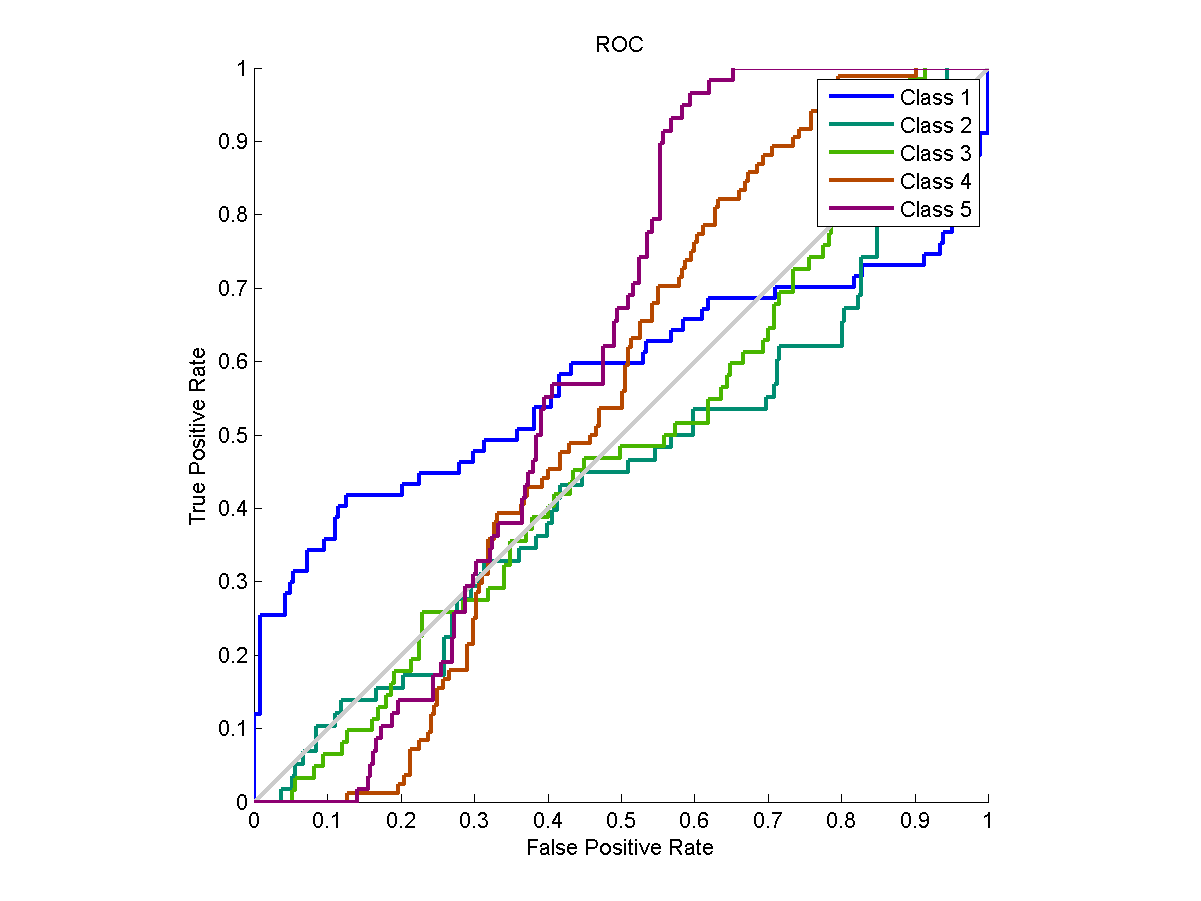 ROC
1
0.9
0.8
0.7
0.6
0.5
0.4
0.3
0.2
0.1
0
True Positive Rate
Class 1
Class 2
Class 3
Class 4
Class 5
0 0.1 0.2 0.3 0.4 0.5 0.6 0.7 0.8 0.9 1
False Positive Rate